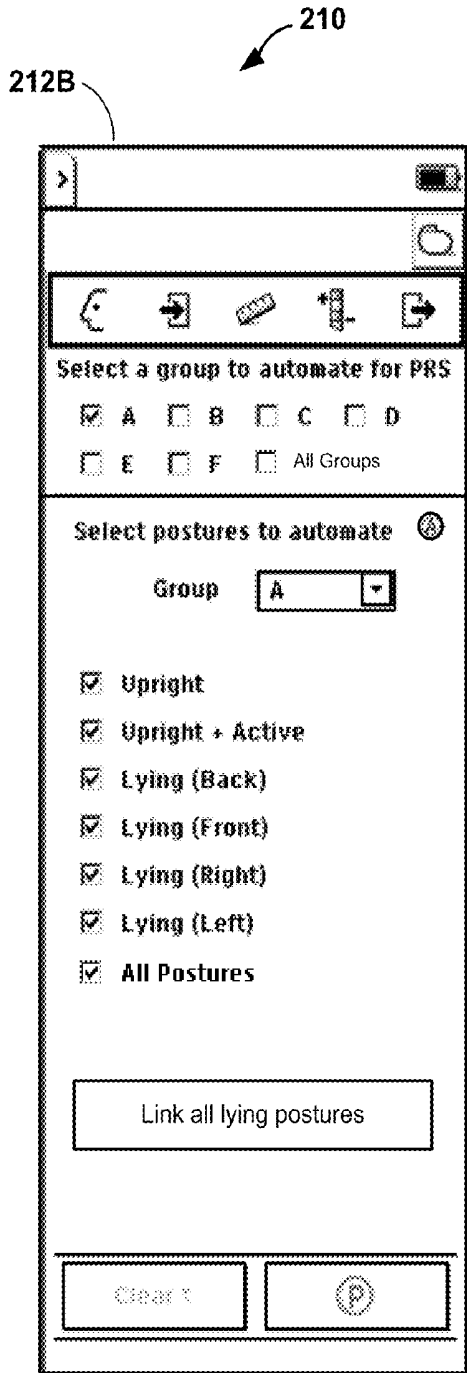 210
212B
>
Select a group to automate for PRS
A B C D
E F All Groups
Select postures to automate A
Group A
Upright
Upright + Active
Lying (Back)
Lying (Front)
Lying (Right)
Lying (Left)
All Postures
Link all lying postures
Clear P